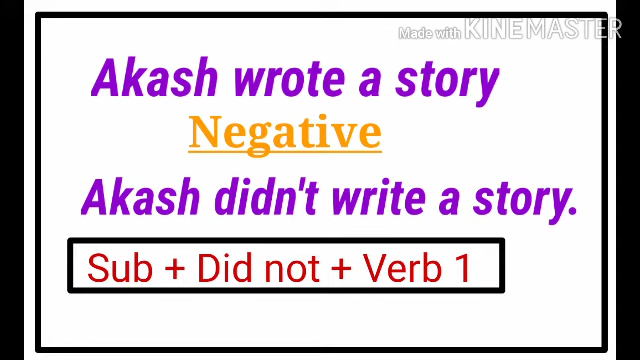 Made with KINEMASTER
Akash wrote a story
Negative
Akash didn't write a story.
Sub + Did not + Verb 1